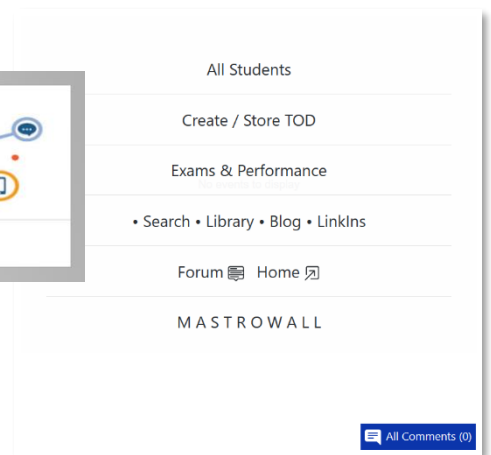 All Students
Create / Store TOD
Exams & Performance
No events to display
• Search • Library • Blog • LinkIns
Forum Home
MASTROWALL
All Comments (0)